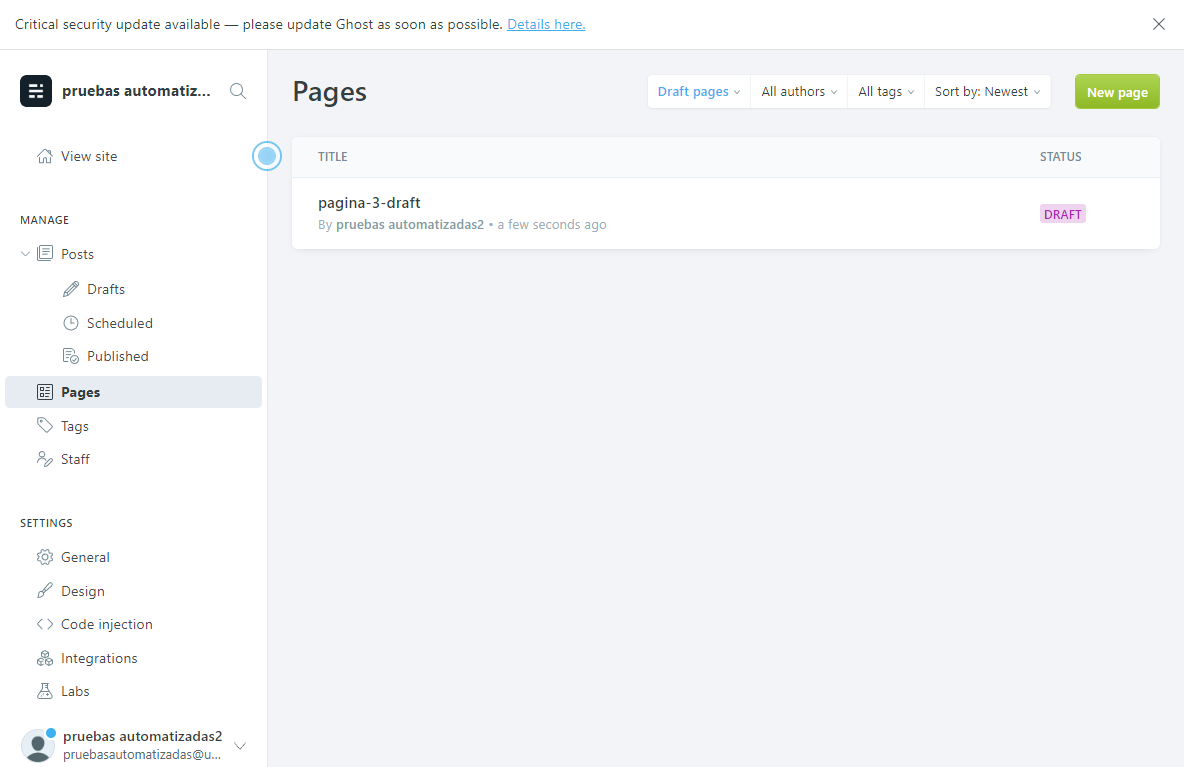 Critical security update available — please update Ghost as soon as possible. Details here.
pruebas automatiz...
View site
MANAGE
Posts
Drafts
Scheduled
Published
Pages
Tags
Staff
SETTINGS
General
Design
Code injection
Integrations
Labs
pruebas automatizadas2
pruebasautomatizadas@u...
Pages
Draft pages All authors All tags Sort by: Newest New page
TITLE STATUS
pagina-3-draft
By pruebas automatizadas2 • a few seconds ago
DRAFT